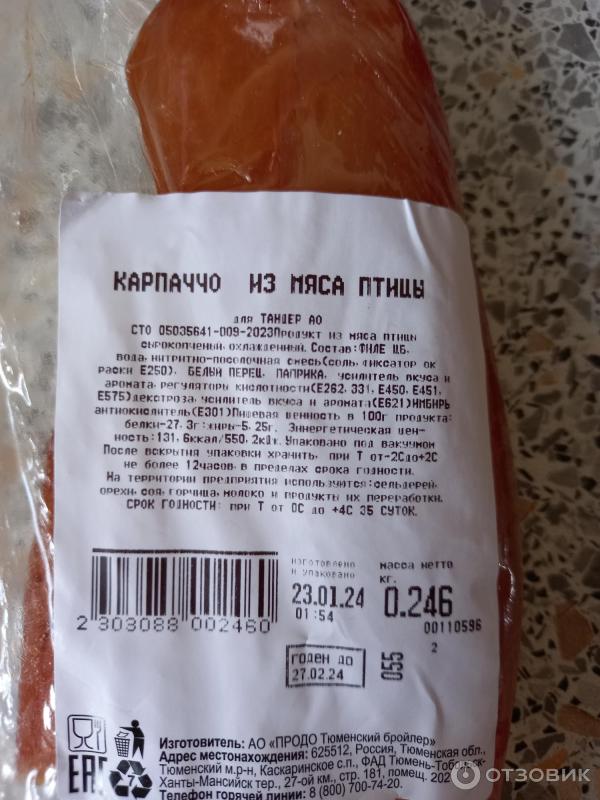 КАРПАЧЧО ИЗ МЯСА ПТИЦЫ
для ТАНДЕР АО
СТО 05035641-009-2023Продукт из мяса птицы
сырокопченый, охлажденный. Состав:ФИЛЕ ЦБ,
вода, нитритно-посолочная смесь(соль, фиксатор ок
раски Е250), БЕЛЫЙ ПЕРЕЦ, ПАПРИКА, усилитель вкуса и
аромата, регуляторы кислотности(Е262, 331, Е450, Е451,
Е575)декстроза, усилитель вкуса и аромата(Е621)ИМБИРЬ
антиокислитель(Е301)Пищевая ценность в 100г продукта:
белки-27, 3г:жиры-5, 25г. Эннергетическая цен-
ность:131, 6ккал/550, 2кДж. Упаковано под вакуумом
После вскрытия упаковки хранить, при Т от-2Сдо+2С
не более 12часов, в пределах срока годности.
На территории предприятия используются:сельдерей,
орехи, соя, горчица, молоко и продукты их переработки.
СРОК ГОДНОСТИ: при Т от 0С до +4С 35 СУТОК.
изготовлено
и упаковано
масса нетто
кг.
23.01.24
0.246
01:54
00110596
2 303088 002460
2
годен до
27.02.24
055
Изготовитель: АО «ПРОДО Тюменский бройлер»
Адрес местонахождения: 625512, Россия, Тюменская обл.,
Тюменский м.р-н, Каскаринское с.п., ФАД Тюмень-Тобольск-
Ханты-Мансийск тер., 27-ой км., стр. 181, помещ. 202
Телефон горячей линии: 8 (800) 700-74-20.
EAC
ОТЗОВИК